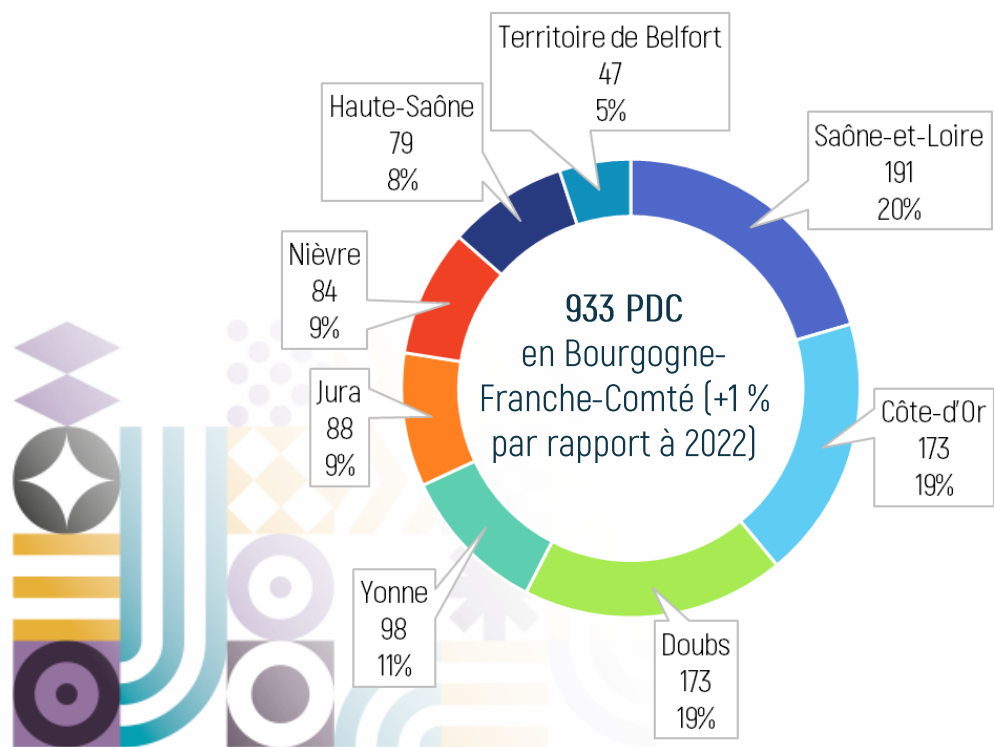 Territoire de Belfort
47
5%
Haute-Saône
79
8%
Saône-et-Loire
191
20%
Nièvre
84
9%
933 PDC
en Bourgogne-
Franche-Comté (+1 %
par rapport à 2022)
Jura
88
9%
Côte-d'Or
173
19%
Yonne
98
11%
Doubs
173
19%